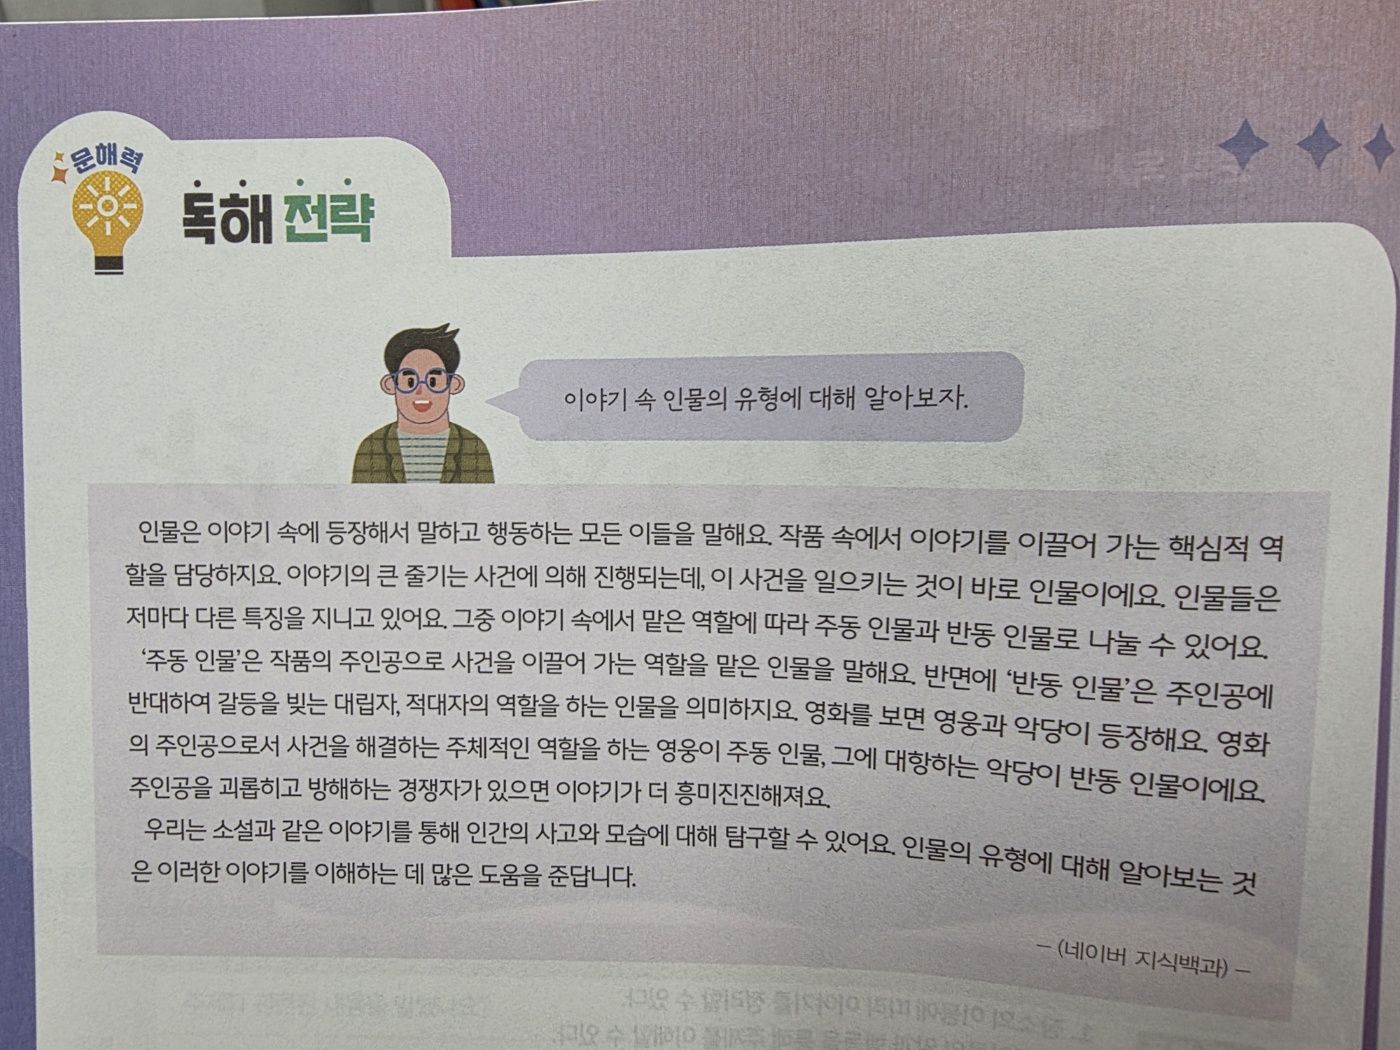 문해력
독해 전략
이야기 속 인물의 유형에 대해 알아보자.
인물은 이야기 속에 등장해서 말하고 행동하는 모든 이들을 말해요. 작품 속에서 이야기를 이끌어 가는 핵심적 역
할을 담당하지요. 이야기의 큰 줄기는 사건에 의해 진행되는데, 이 사건을 일으키는 것이 바로 인물이에요. 인물들은
저마다 다른 특징을 지니고 있어요. 그중 이야기 속에서 맡은 역할에 따라 주동 인물과 반동 인물로 나눌 수 있어요.
‘주동 인물’은 작품의 주인공으로 사건을 이끌어 가는 역할을 맡은 인물을 말해요. 반면에 ‘반동 인물’은 주인공에
반대하여 갈등을 빚는 대립자, 적대자의 역할을 하는 인물을 의미하지요. 영화를 보면 영웅과 악당이 등장해요. 영화
의 주인공으로서 사건을 해결하는 주체적인 역할을 하는 영웅이 주동 인물, 그에 대항하는 악당이 반동 인물이에요.
주인공을 괴롭히고 방해하는 경쟁자가 있으면 이야기가 더 흥미진진해져요.
우리는 소설과 같은 이야기를 통해 인간의 사고와 모습에 대해 탐구할 수 있어요. 인물의 유형에 대해 알아보는 것
은 이러한 이야기를 이해하는 데 많은 도움을 준답니다.
– (네이버 지식백과) –